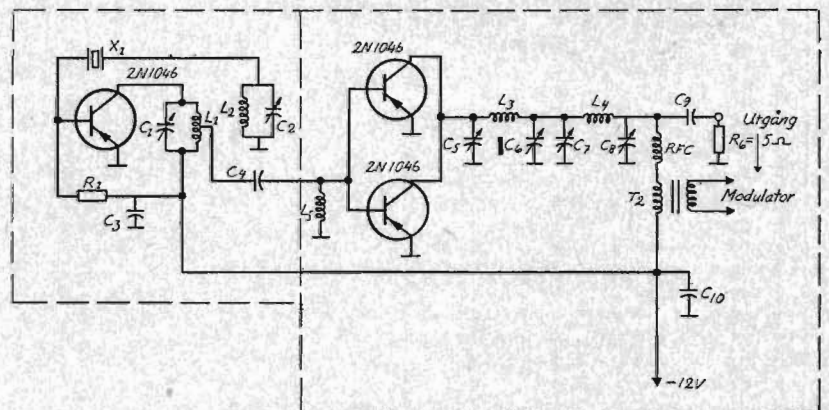 X1
2N1046
C1
L1
L2
C2
R1
C3
C4
L5
2N1046
2N1046
C5
L3
C6
C7
L4
C8
C9
Utgång
R6=5Ω
RFC
T2
Modulator
C10
-12V